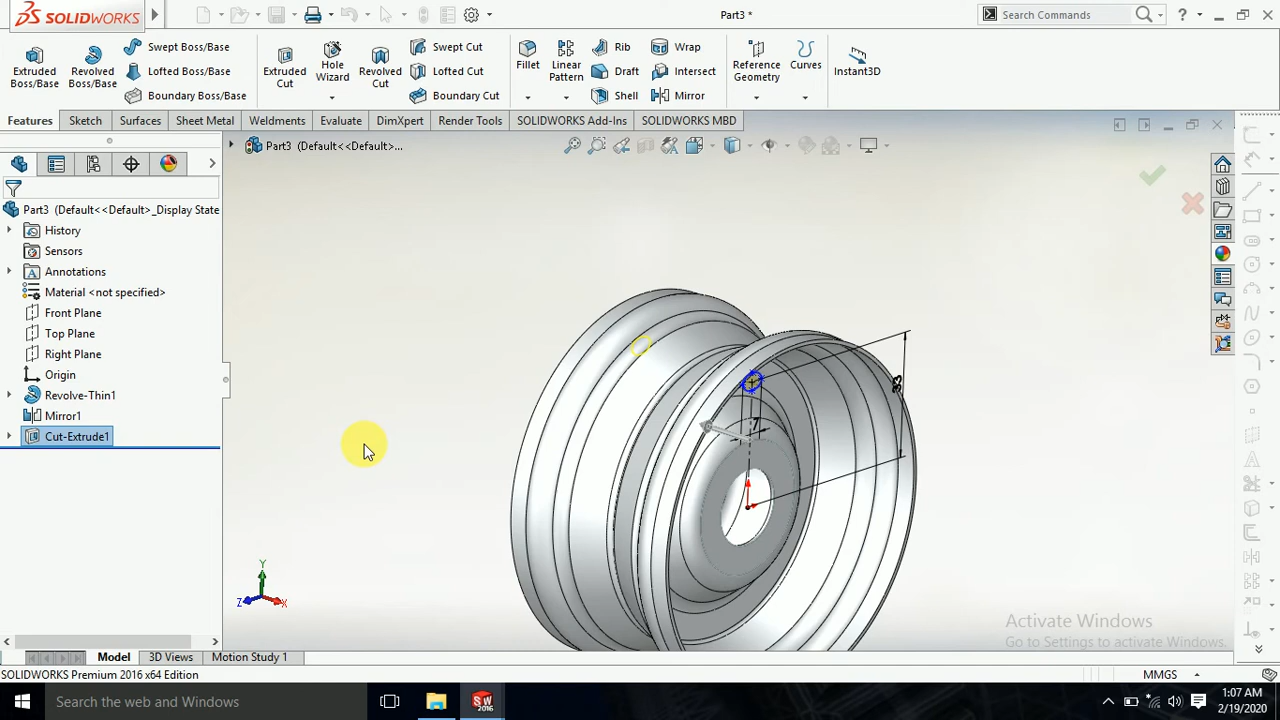 SOLIDWORKS
Part3 *
Search Commands
Extruded Boss/Base
Revolved Boss/Base
Swept Boss/Base
Lofted Boss/Base
Boundary Boss/Base
Extruded Cut
Hole Wizard
Revolved Cut
Swept Cut
Lofted Cut
Boundary Cut
Fillet
Linear Pattern
Rib
Draft
Shell
Wrap
Intersect
Mirror
Reference Geometry
Curves
Instant3D
Features
Sketch
Surfaces
Sheet Metal
Weldments
Evaluate
DimXpert
Render Tools
SOLIDWORKS Add-Ins
SOLIDWORKS MBD
Part3 (Default<<Default>...
Part3 (Default<<Default>_Display State
History
Sensors
Annotations
Material <not specified>
Front Plane
Top Plane
Right Plane
Origin
Revolve-Thin1
Mirror1
Cut-Extrude1
33
7
Y
Z
X
Activate Windows
Go to Settings to activate Windows.
Model
3D Views
Motion Study 1
SOLIDWORKS Premium 2016 x64 Edition
MMGS
Search the web and Windows
SW
2016
1:07 AM
2/19/2020